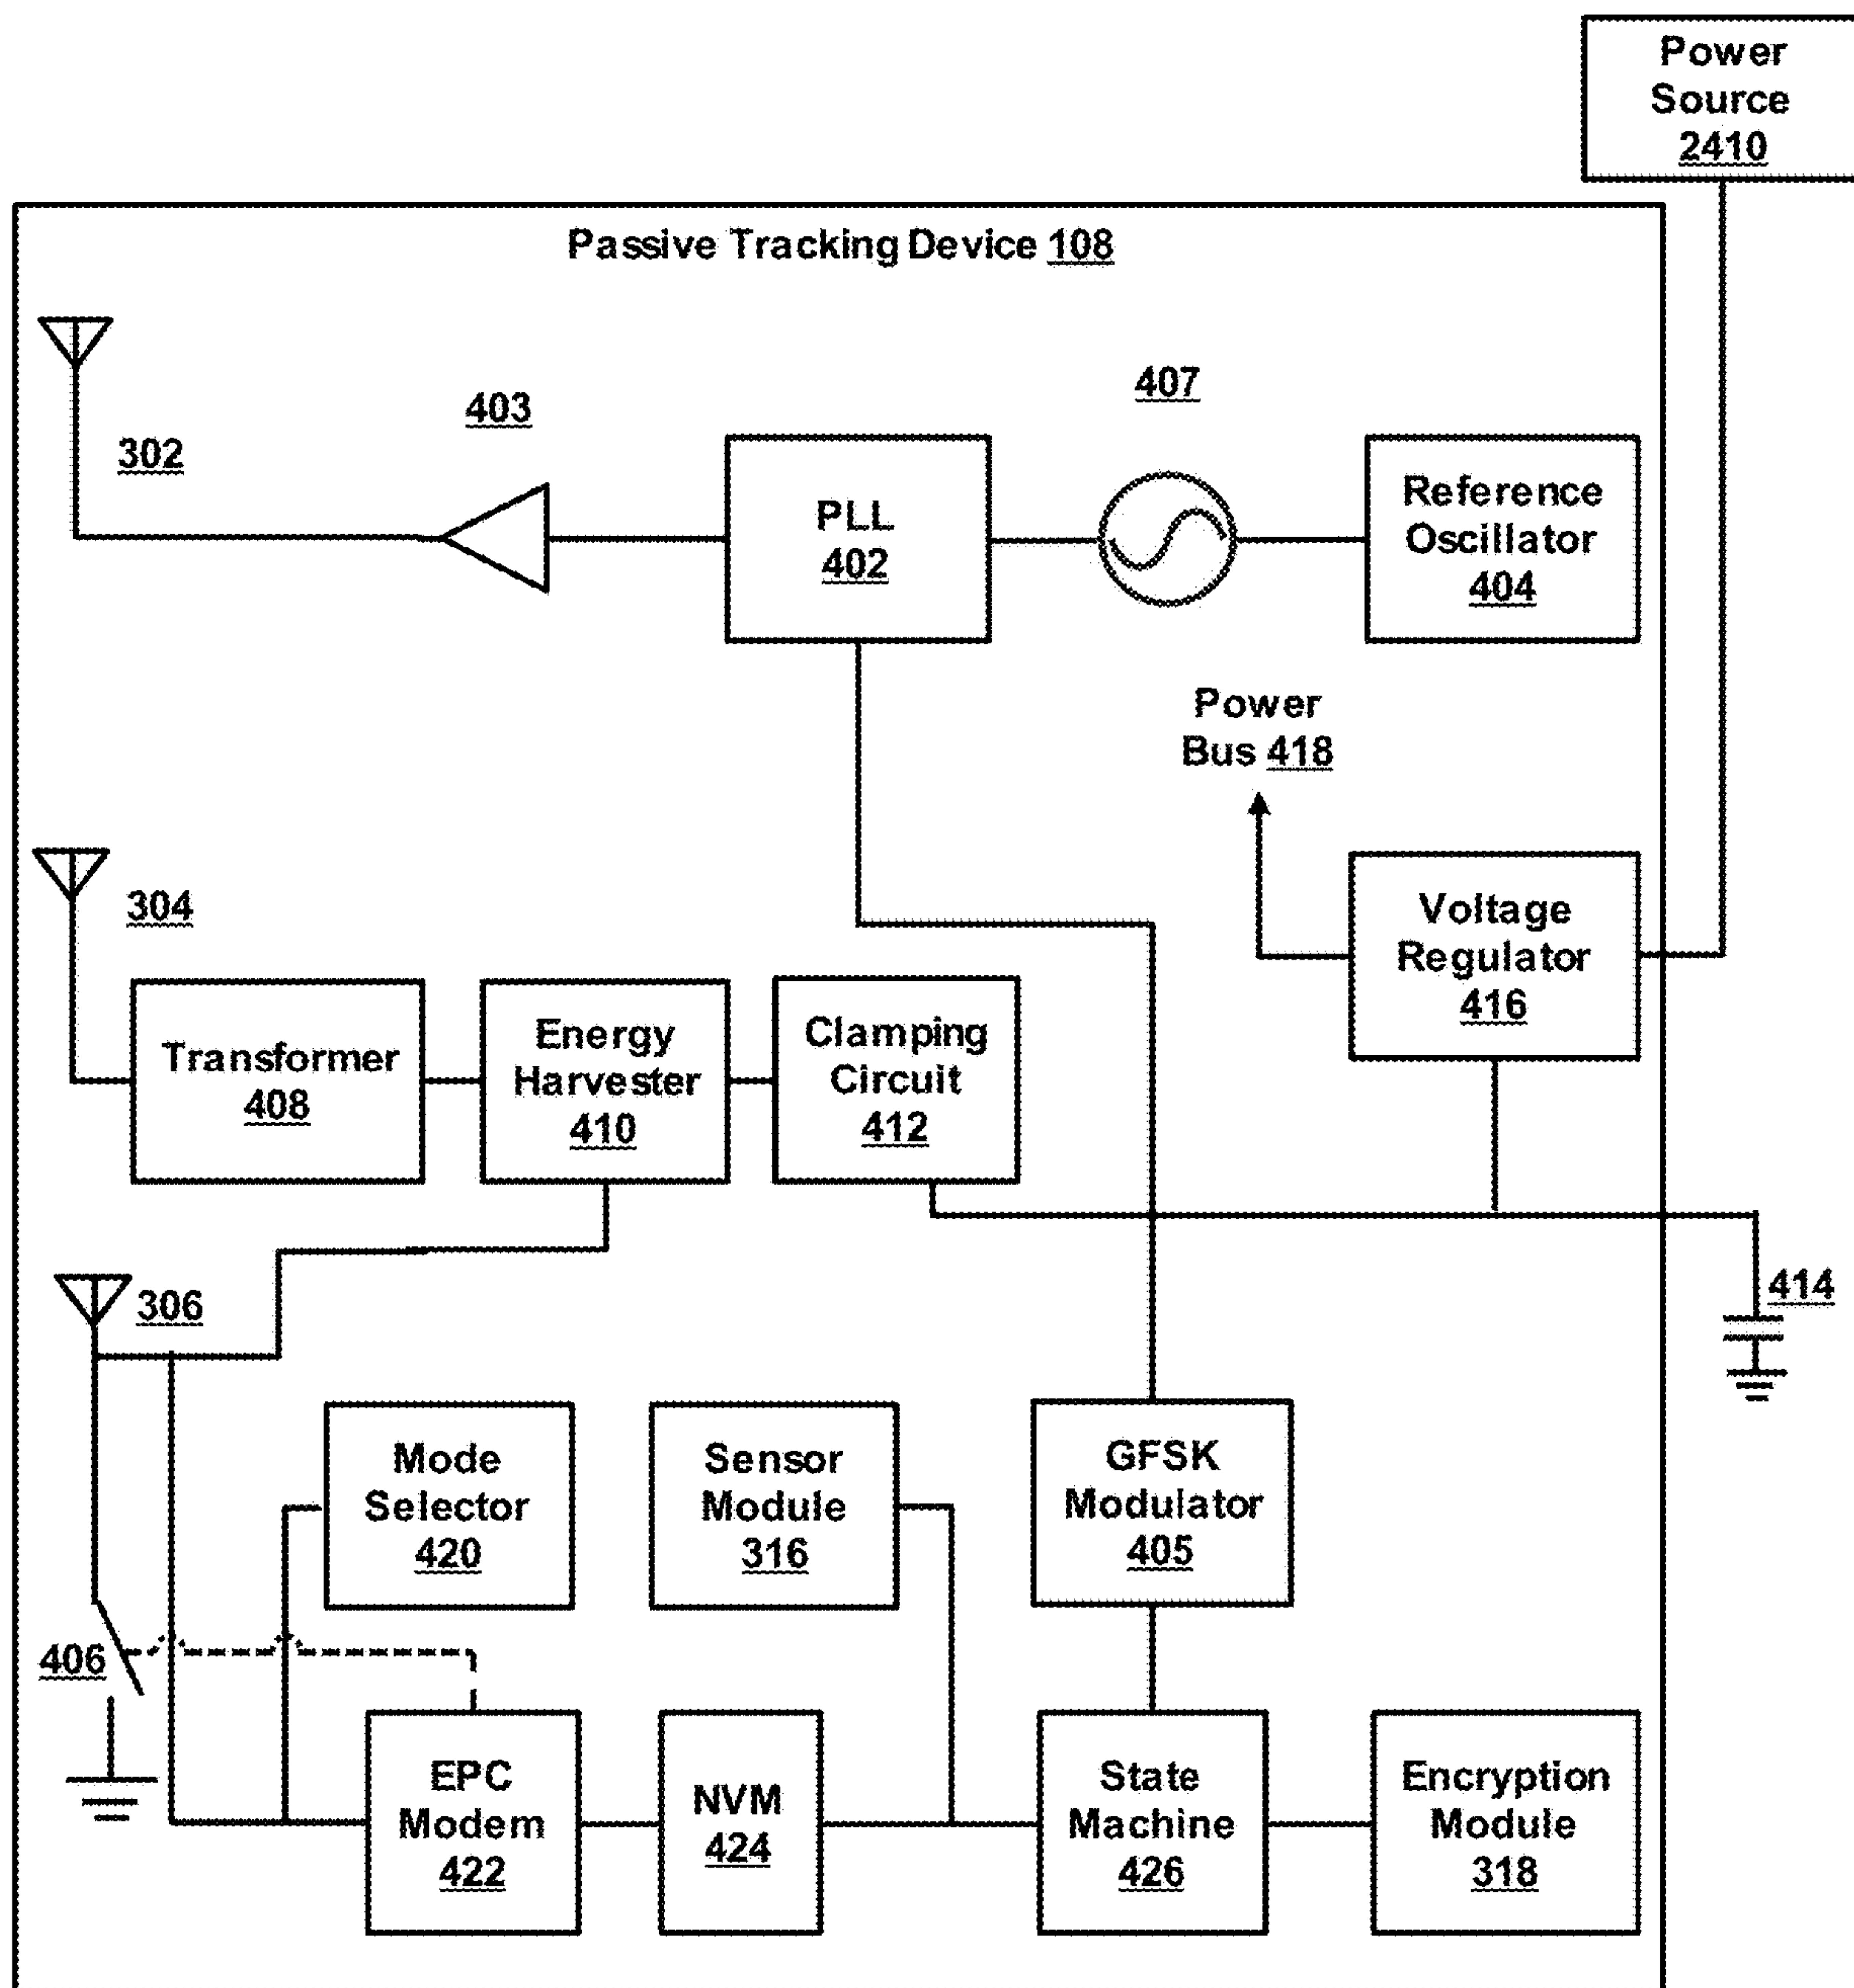 Power
Source
2410
Passive Tracking Device 108
407
403
302
PLL
402
Reference
Oscillator
404
Power
Bus 418
304
Voltage
Regulator
416
Transformer
408
Energy
Harvester
410
Clamping
Circuit
412
306
414
Mode
Selector
420
Sensor
Module
316
GFSK
Modulator
405
406
EPC
Modem
422
NVM
424
State
Machine
426
Encryption
Module
318